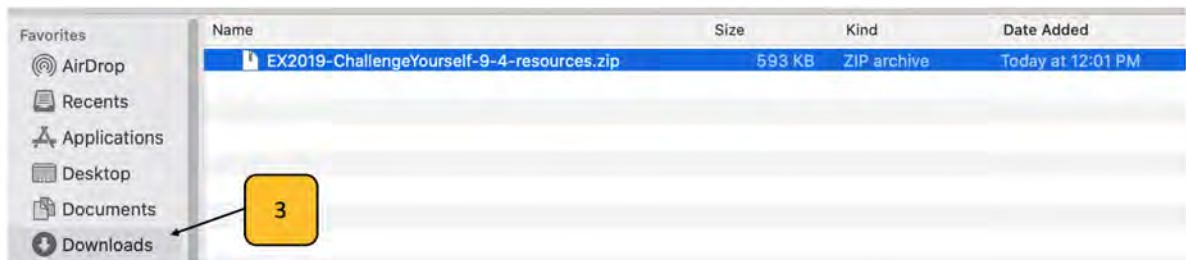 Favorites
Name Size Kind Date Added
AirDrop
EX2019-ChallengeYourself-9-4-resources.zip 593 KB ZIP archive Today at 12:01 PM
Recents
Applications
Desktop
Documents
3
Downloads